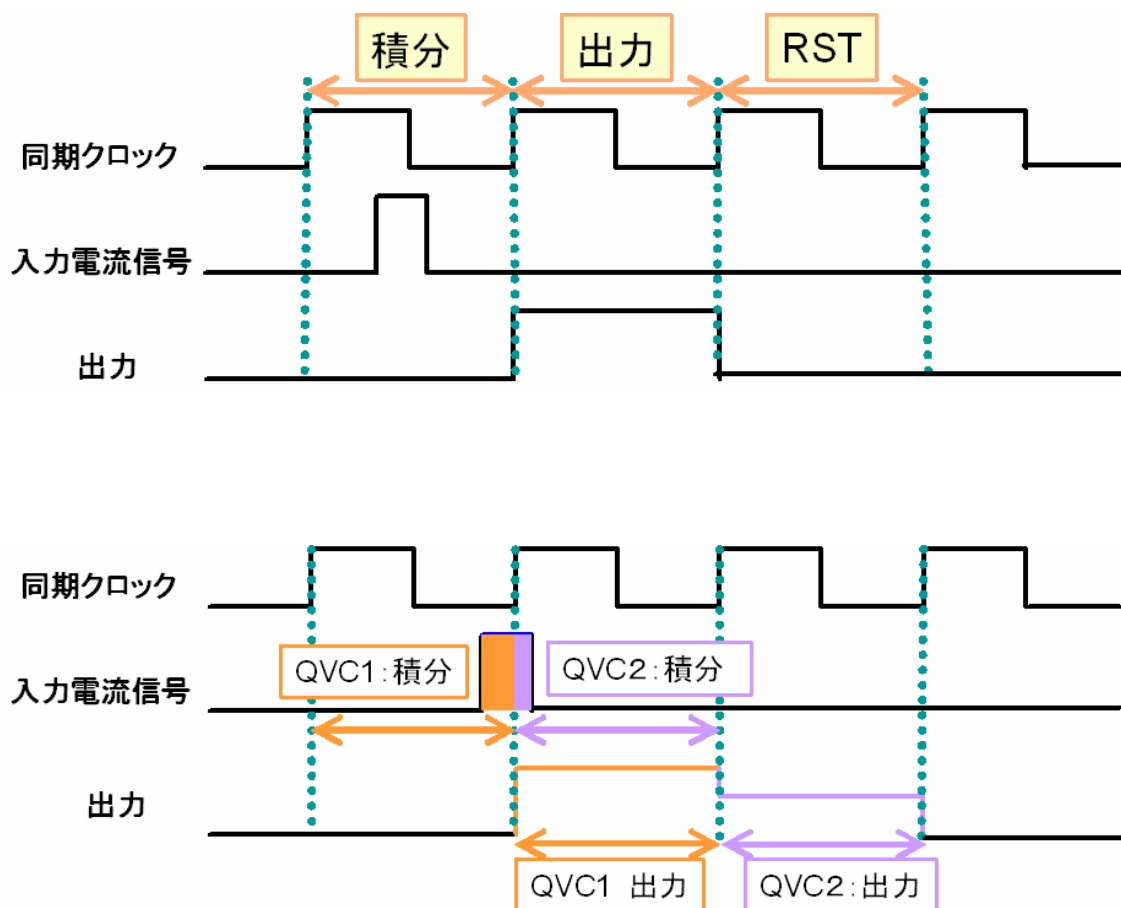 積分
出力
RST
同期クロック
入力電流信号
出力
同期クロック
QVC1:積分
QVC2:積分
入力電流信号
出力
QVC1 出力
QVC2:出力